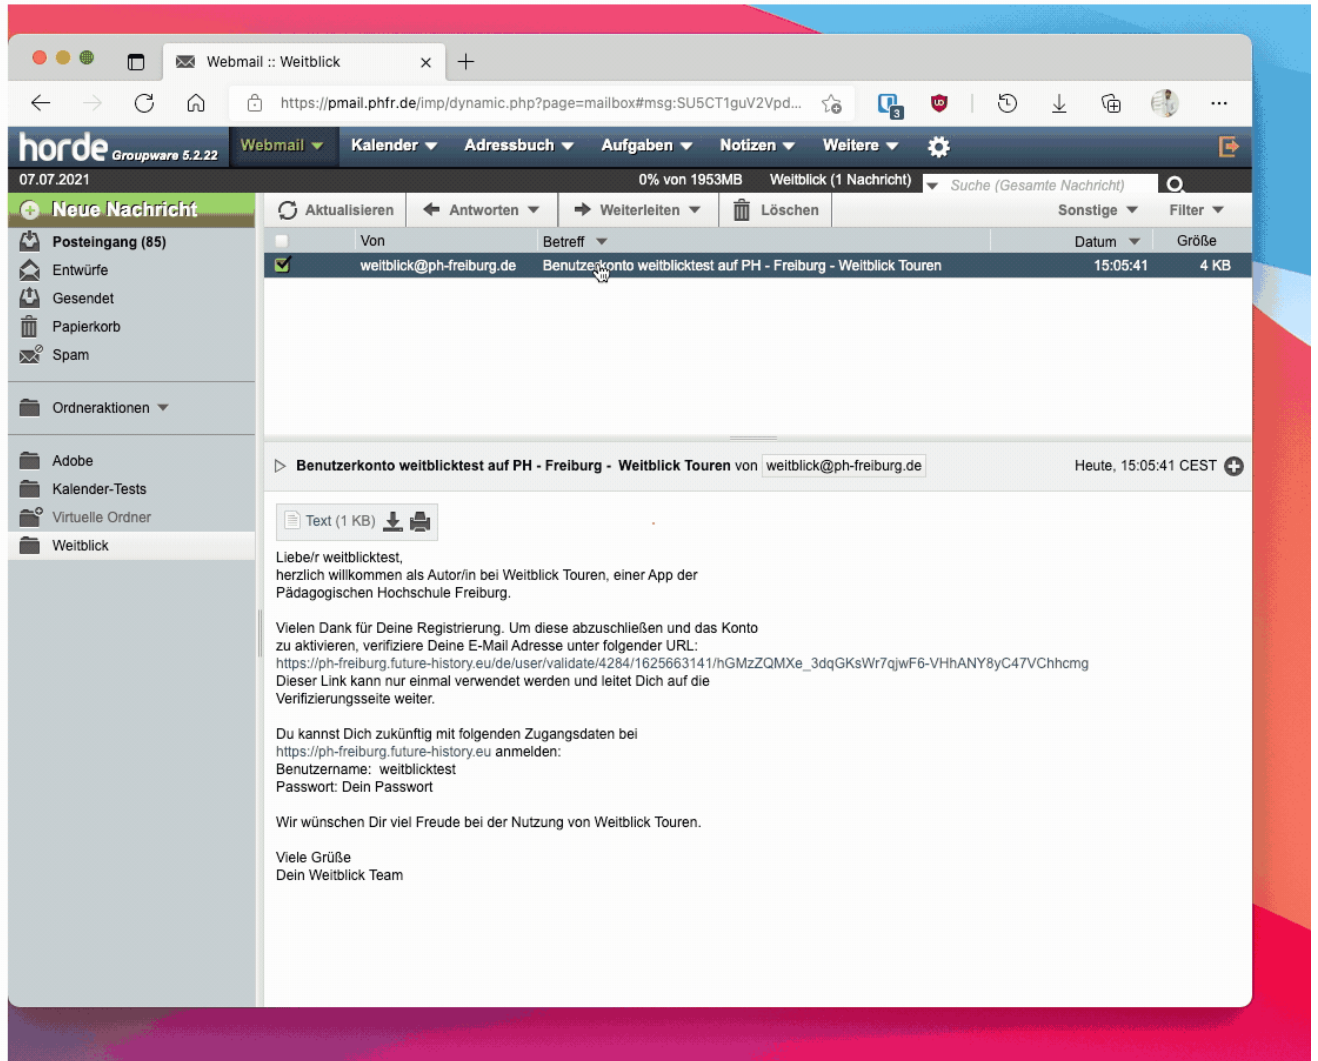 Webmail :: Weitblick
https://pmail.phfr.de/imp/dynamic.php?page=mailbox#msg:SU5CT1guV2Vpd...
3
horde Groupware 5.2.22
Webmail
Kalender
Adressbuch
Aufgaben
Notizen
Weitere
07.07.2021
0% von 1953MB
Weitblick (1 Nachricht)
Suche (Gesamte Nachricht)
Neue Nachricht
Aktualisieren
Antworten
Weiterleiten
Löschen
Sonstige
Filter
Posteingang (85)
Entwürfe
Gesendet
Papierkorb
Spam
Ordneraktionen
Adobe
Kalender-Tests
Virtuelle Ordner
Weitblick
Von
Betreff
Datum
Größe
weitblick@ph-freiburg.de
Benutzerkonto weitblicktest auf PH - Freiburg - Weitblick Touren
15:05:41
4 KB
Benutzerkonto weitblicktest auf PH - Freiburg - Weitblick Touren von weitblick@ph-freiburg.de
Heute, 15:05:41 CEST
Text (1 KB)
Liebe/r weitblicktest,
herzlich willkommen als Autor/in bei Weitblick Touren, einer App der
Pädagogischen Hochschule Freiburg.
Vielen Dank für Deine Registrierung. Um diese abzuschließen und das Konto
zu aktivieren, verifiziere Deine E-Mail Adresse unter folgender URL:
https://ph-freiburg.future-history.eu/de/user/validate/4284/1625663141/hGMzZQMXe_3dqGKsWr7qjwF6-VHhANY8yC47VChhcmg
Dieser Link kann nur einmal verwendet werden und leitet Dich auf die
Verifizierungsseite weiter.
Du kannst Dich zukünftig mit folgenden Zugangsdaten bei
https://ph-freiburg.future-history.eu anmelden:
Benutzername: weitblicktest
Passwort: Dein Passwort
Wir wünschen Dir viel Freude bei der Nutzung von Weitblick Touren.
Viele Grüße
Dein Weitblick Team